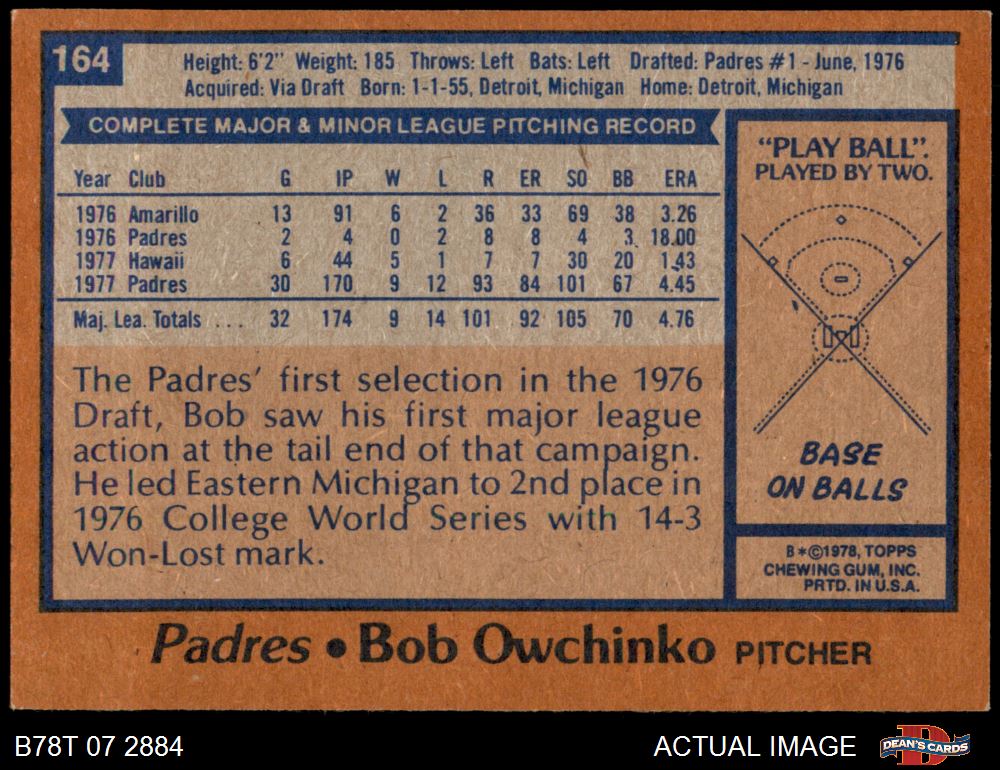 164
Height: 6'2" Weight: 185 Throws: Left Bats: Left Drafted: Padres #1 - June, 1976
Acquired: Via Draft Born: 1-1-55, Detroit, Michigan Home: Detroit, Michigan
COMPLETE MAJOR & MINOR LEAGUE PITCHING RECORD
Year Club G IP W L R ER SO BB ERA
1976 Amarillo 13 91 6 2 36 33 69 38 3.26
1976 Padres 2 4 0 2 8 8 4 3 18.00
1977 Hawaii 6 44 5 1 7 7 30 20 1.43
1977 Padres 30 170 9 12 93 84 101 67 4.45
Maj. Lea. Totals ... 32 174 9 14 101 92 105 70 4.76
The Padres' first selection in the 1976
Draft, Bob saw his first major league
action at the tail end of that campaign.
He led Eastern Michigan to 2nd place in
1976 College World Series with 14-3
Won-Lost mark.
"PLAY BALL".
PLAYED BY TWO.
BASE
ON BALLS
B*©1978, TOPPS
CHEWING GUM, INC.
PRTD. IN U.S.A.
Padres • Bob Owchinko PITCHER
B78T 07 2884
ACTUAL IMAGE
D
DEAN'S CARDS